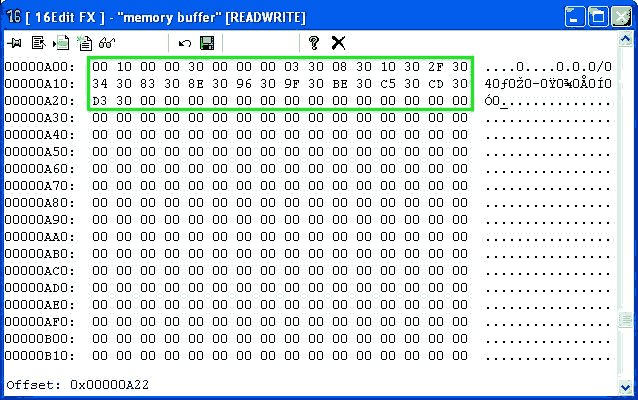 16 [ 16Edit FX ] - "memory buffer" [READWRITE]
00000A00: 00 10 00 00 30 00 00 00 03 30 08 30 10 30 2F 30 ....0....0.0.0/0
00000A10: 34 30 83 30 8E 30 96 30 9F 30 BE 30 C5 30 CD 30 40ƒ0Ž0–0Ÿ0¾0Å0Í0
00000A20: D3 30 00 00 00 00 00 00 00 00 00 00 00 00 00 00 Ó0_.............
00000A30: 00 00 00 00 00 00 00 00 00 00 00 00 00 00 00 00 ................
00000A40: 00 00 00 00 00 00 00 00 00 00 00 00 00 00 00 00 ................
00000A50: 00 00 00 00 00 00 00 00 00 00 00 00 00 00 00 00 ................
00000A60: 00 00 00 00 00 00 00 00 00 00 00 00 00 00 00 00 ................
00000A70: 00 00 00 00 00 00 00 00 00 00 00 00 00 00 00 00 ................
00000A80: 00 00 00 00 00 00 00 00 00 00 00 00 00 00 00 00 ................
00000A90: 00 00 00 00 00 00 00 00 00 00 00 00 00 00 00 00 ................
00000AA0: 00 00 00 00 00 00 00 00 00 00 00 00 00 00 00 00 ................
00000AB0: 00 00 00 00 00 00 00 00 00 00 00 00 00 00 00 00 ................
00000AC0: 00 00 00 00 00 00 00 00 00 00 00 00 00 00 00 00 ................
00000AD0: 00 00 00 00 00 00 00 00 00 00 00 00 00 00 00 00 ................
00000AE0: 00 00 00 00 00 00 00 00 00 00 00 00 00 00 00 00 ................
00000AF0: 00 00 00 00 00 00 00 00 00 00 00 00 00 00 00 00 ................
00000B00: 00 00 00 00 00 00 00 00 00 00 00 00 00 00 00 00 ................
00000B10: 00 00 00 00 00 00 00 00 00 00 00 00 00 00 00 00 ................
Offset: 0x00000A22